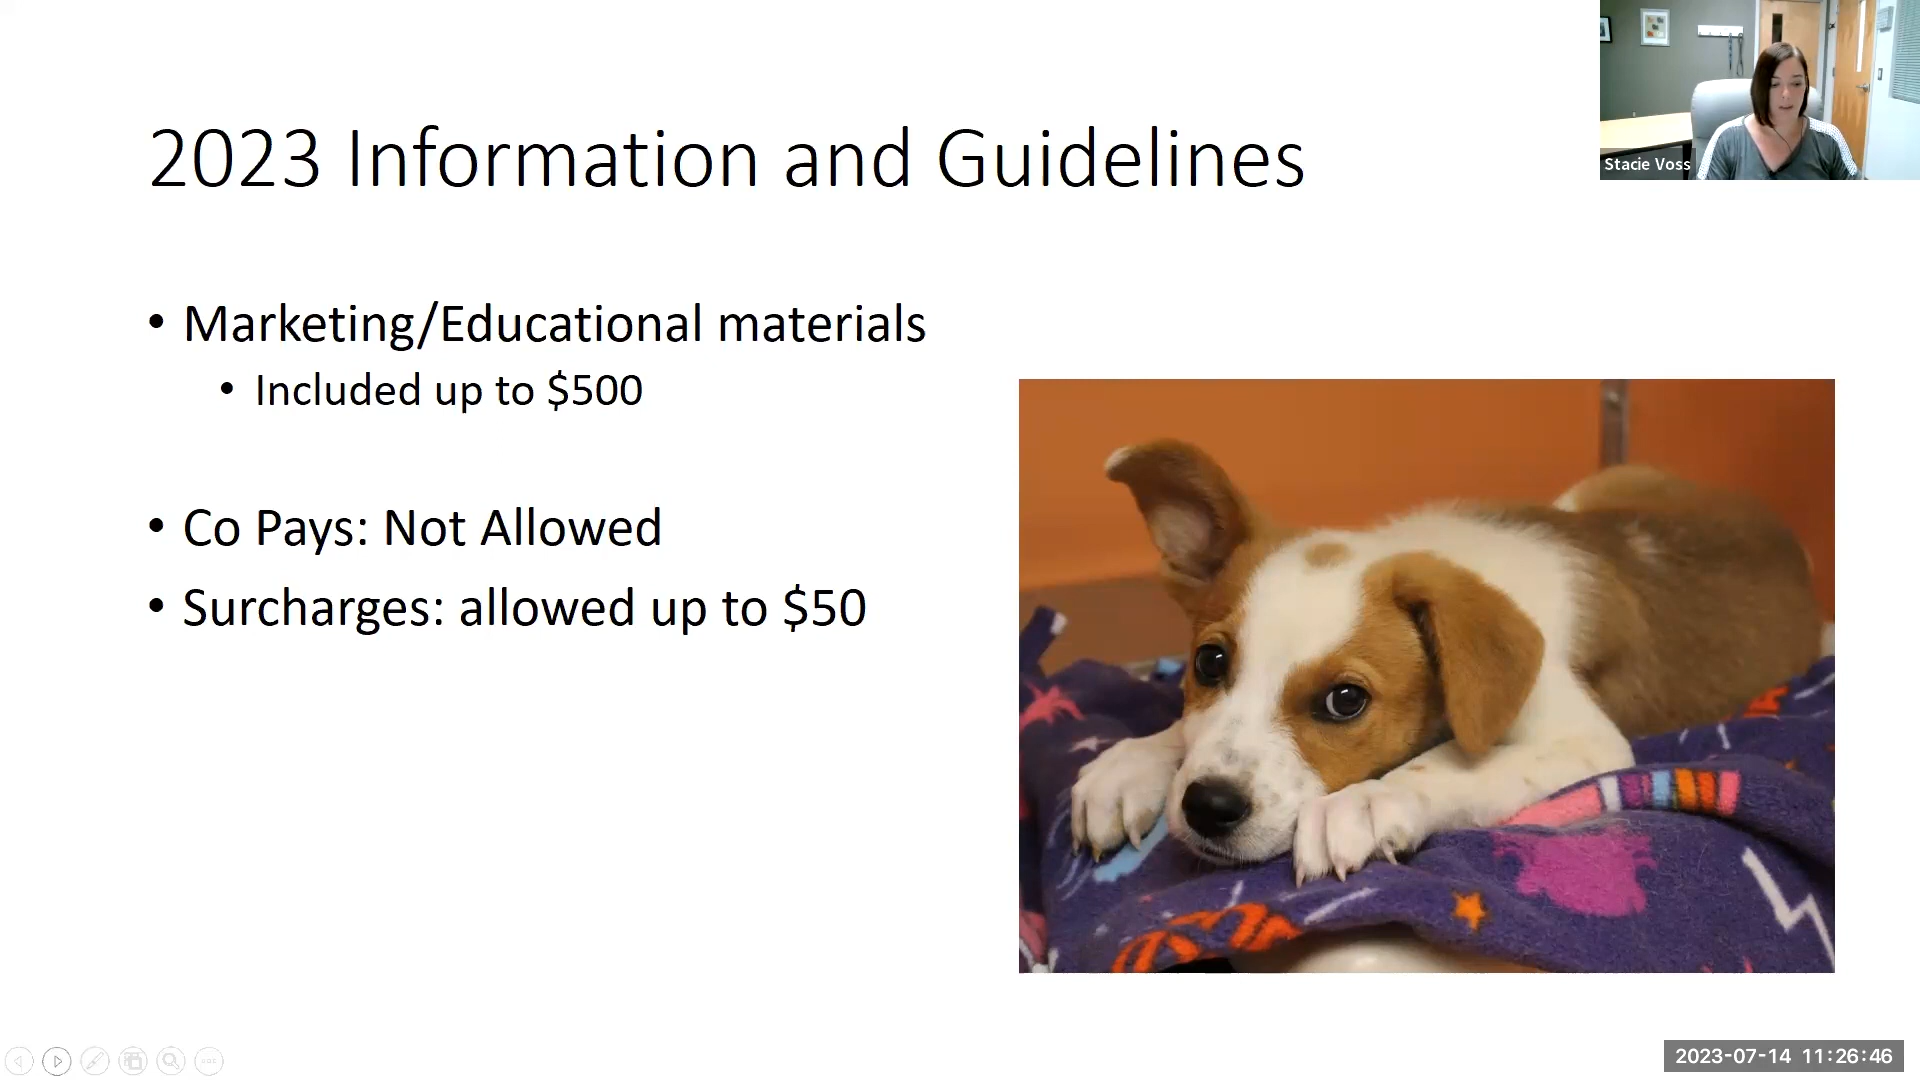 2023 Information and Guidelines
Stacie Voss
• Marketing/Educational materials
• Included up to $500
• Co Pays: Not Allowed
• Surcharges: allowed up to $50
2023-07-14 11:26:46